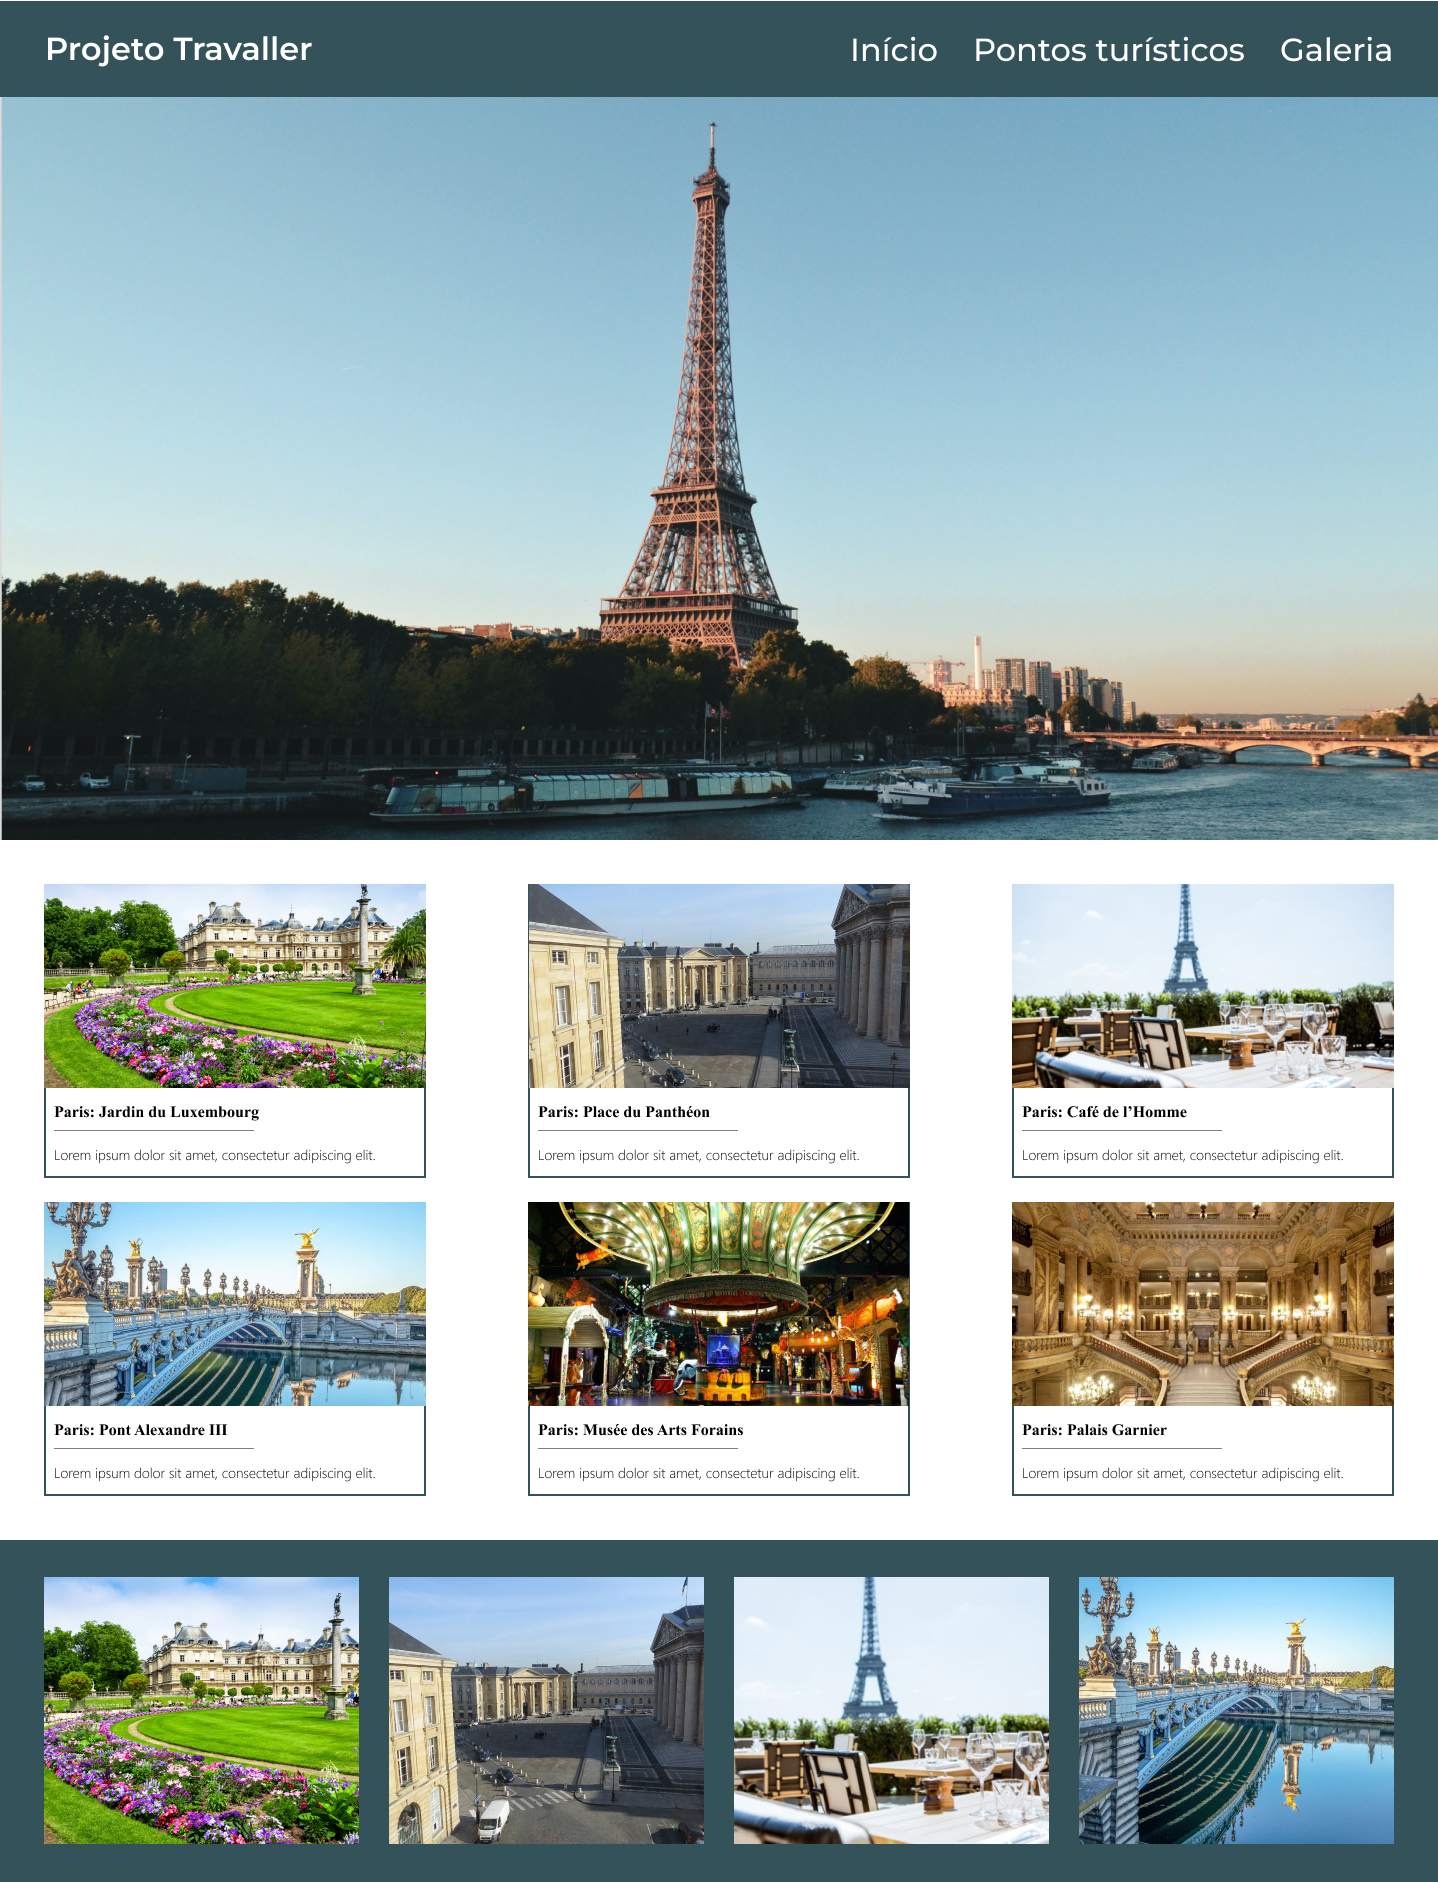 Projeto Travaller
Início Pontos turísticos Galeria
Paris: Jardin du Luxembourg
Lorem ipsum dolor sit amet, consectetur adipiscing elit.
Paris: Place du Panthéon
Lorem ipsum dolor sit amet, consectetur adipiscing elit.
Paris: Café de l’Homme
Lorem ipsum dolor sit amet, consectetur adipiscing elit.
Paris: Pont Alexandre III
Lorem ipsum dolor sit amet, consectetur adipiscing elit.
Paris: Musée des Arts Forains
Lorem ipsum dolor sit amet, consectetur adipiscing elit.
Paris: Palais Garnier
Lorem ipsum dolor sit amet, consectetur adipiscing elit.